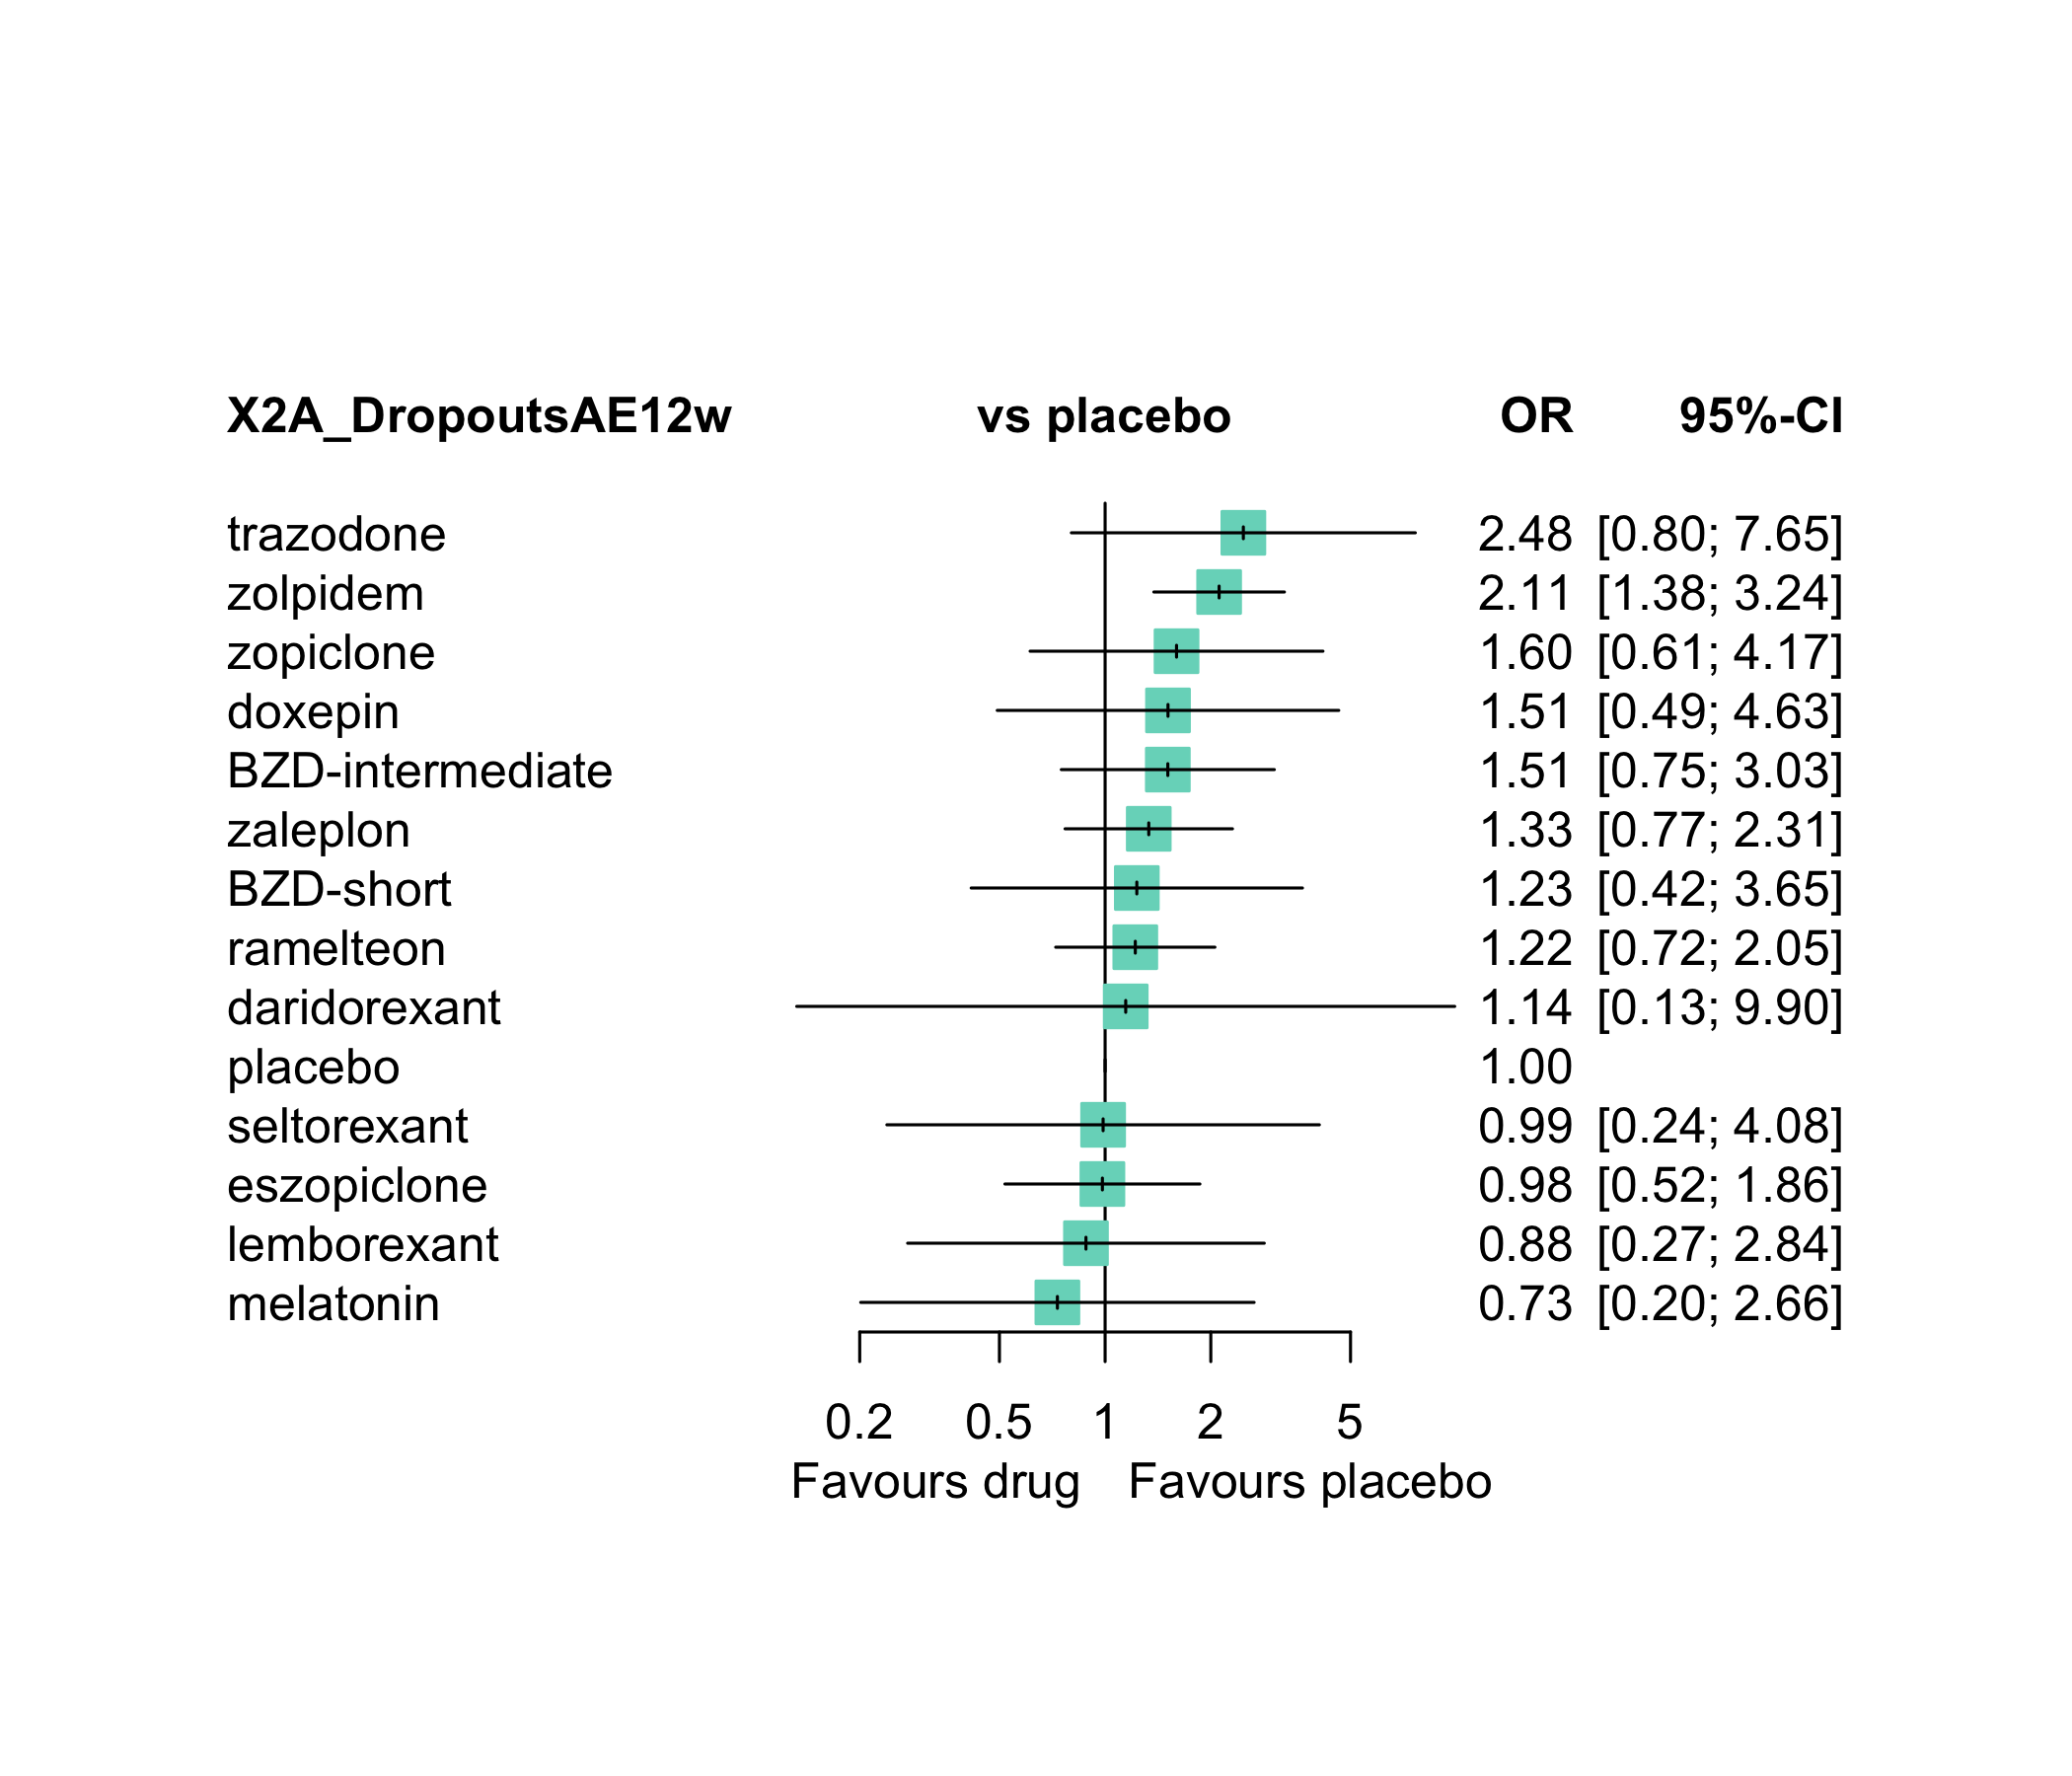 X2A_DropoutsAE12w vs placebo OR 95%-CI
trazodone 2.48 [0.80; 7.65]
zolpidem 2.11 [1.38; 3.24]
zopiclone 1.60 [0.61; 4.17]
doxepin 1.51 [0.49; 4.63]
BZD-intermediate 1.51 [0.75; 3.03]
zaleplon 1.33 [0.77; 2.31]
BZD-short 1.23 [0.42; 3.65]
ramelteon 1.22 [0.72; 2.05]
daridorexant 1.14 [0.13; 9.90]
placebo 1.00
seltorexant 0.99 [0.24; 4.08]
eszopiclone 0.98 [0.52; 1.86]
lemborexant 0.88 [0.27; 2.84]
melatonin 0.73 [0.20; 2.66]
0.2 0.5 1 2 5
Favours drug Favours placebo